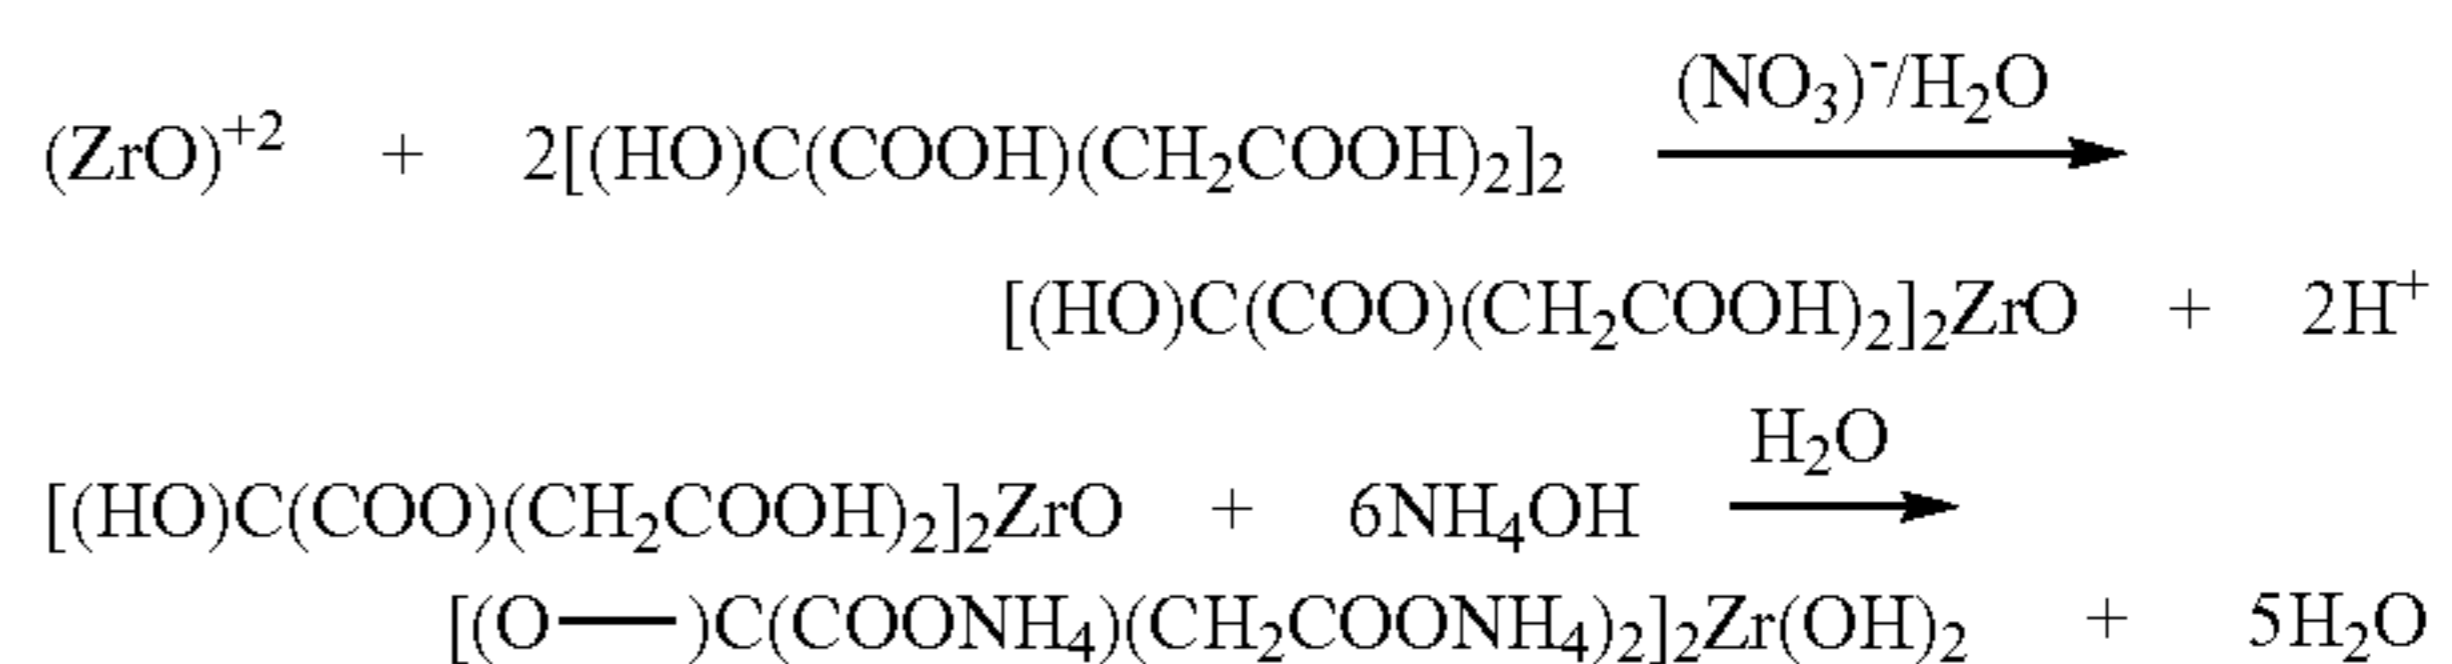 (NO₃)⁻/H₂O
(ZrO)⁺² + 2[(HO)C(COOH)(CH₂COOH)₂]₂
[(HO)C(COO)(CH₂COOH)₂]₂ZrO + 2H⁺
H₂O
[(HO)C(COO)(CH₂COOH)₂]₂ZrO + 6NH₄OH
[(O—)C(COONH₄)(CH₂COONH₄)₂]₂Zr(OH)₂ + 5H₂O